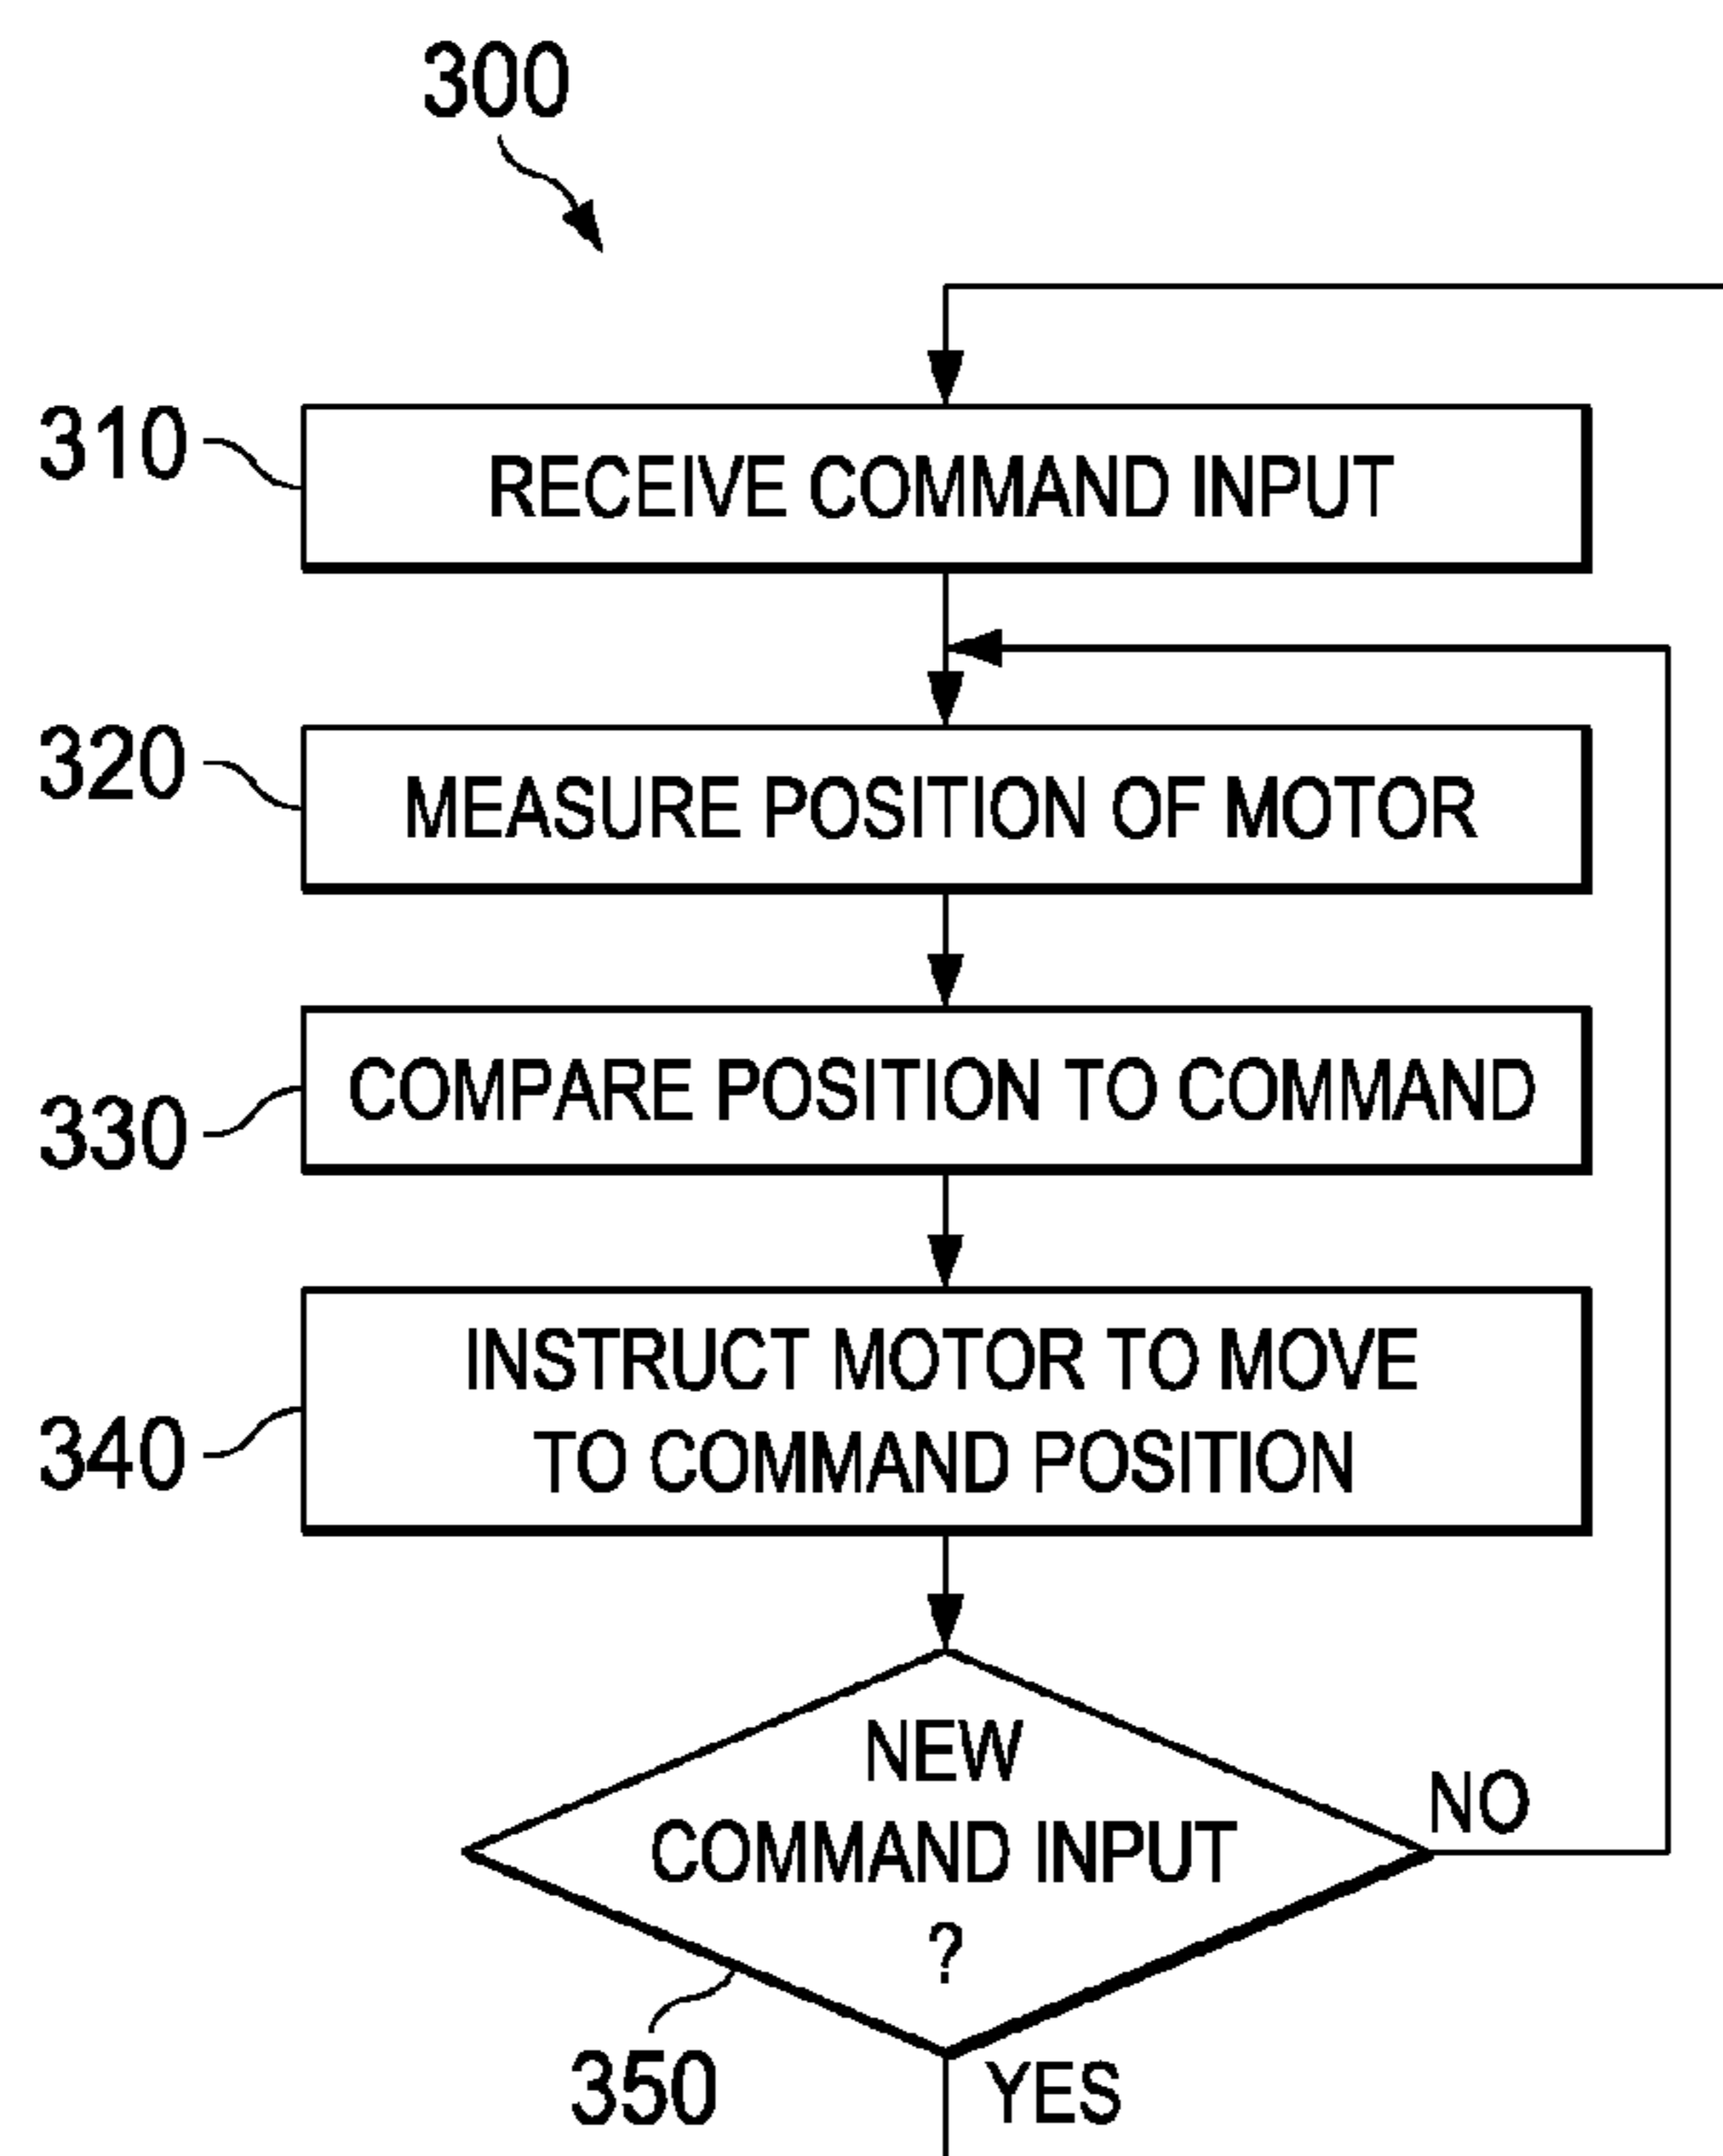 300
310
RECEIVE COMMAND INPUT
320
MEASURE POSITION OF MOTOR
330
COMPARE POSITION TO COMMAND
340
INSTRUCT MOTOR TO MOVE
TO COMMAND POSITION
NEW
COMMAND INPUT
?
NO
350
YES